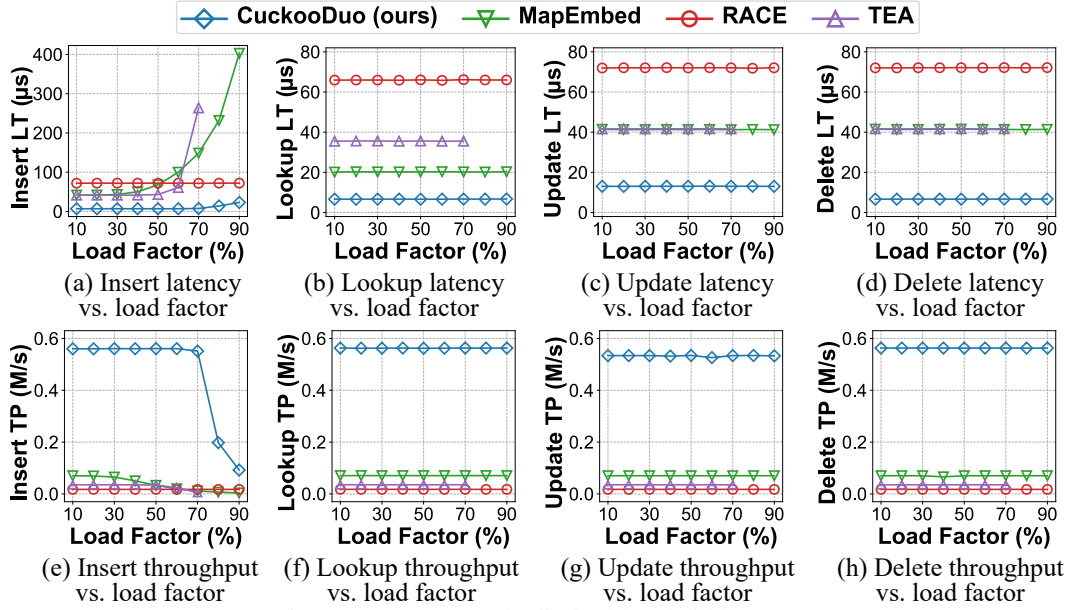 CuckooDuo (ours) MapEmbed RACE TEA
Insert LT (μs)
400
300
200
100
0
10 30 50 70 90
Load Factor (%)
(a) Insert latency
vs. load factor
Lookup LT (μs)
80
60
40
20
0
10 30 50 70 90
Load Factor (%)
(b) Lookup latency
vs. load factor
Update LT (μs)
80
60
40
20
0
10 30 50 70 90
Load Factor (%)
(c) Update latency
vs. load factor
Delete LT (μs)
80
60
40
20
0
10 30 50 70 90
Load Factor (%)
(d) Delete latency
vs. load factor
Insert TP (M/s)
0.6
0.4
0.2
0.0
10 30 50 70 90
Load Factor (%)
(e) Insert throughput
vs. load factor
Lookup TP (M/s)
0.6
0.4
0.2
0.0
10 30 50 70 90
Load Factor (%)
(f) Lookup throughput
vs. load factor
Update TP (M/s)
0.6
0.4
0.2
0.0
10 30 50 70 90
Load Factor (%)
(g) Update throughput
vs. load factor
Delete TP (M/s)
0.6
0.4
0.2
0.0
10 30 50 70 90
Load Factor (%)
(h) Delete throughput
vs. load factor